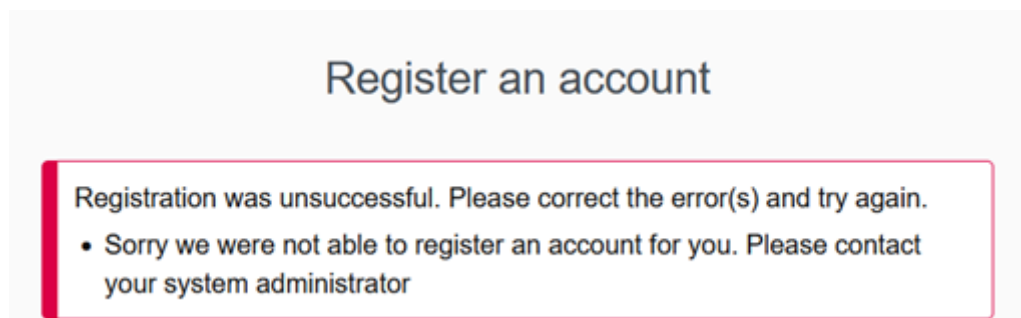 Register an account
Registration was unsuccessful. Please correct the error(s) and try again.
• Sorry we were not able to register an account for you. Please contact
your system administrator